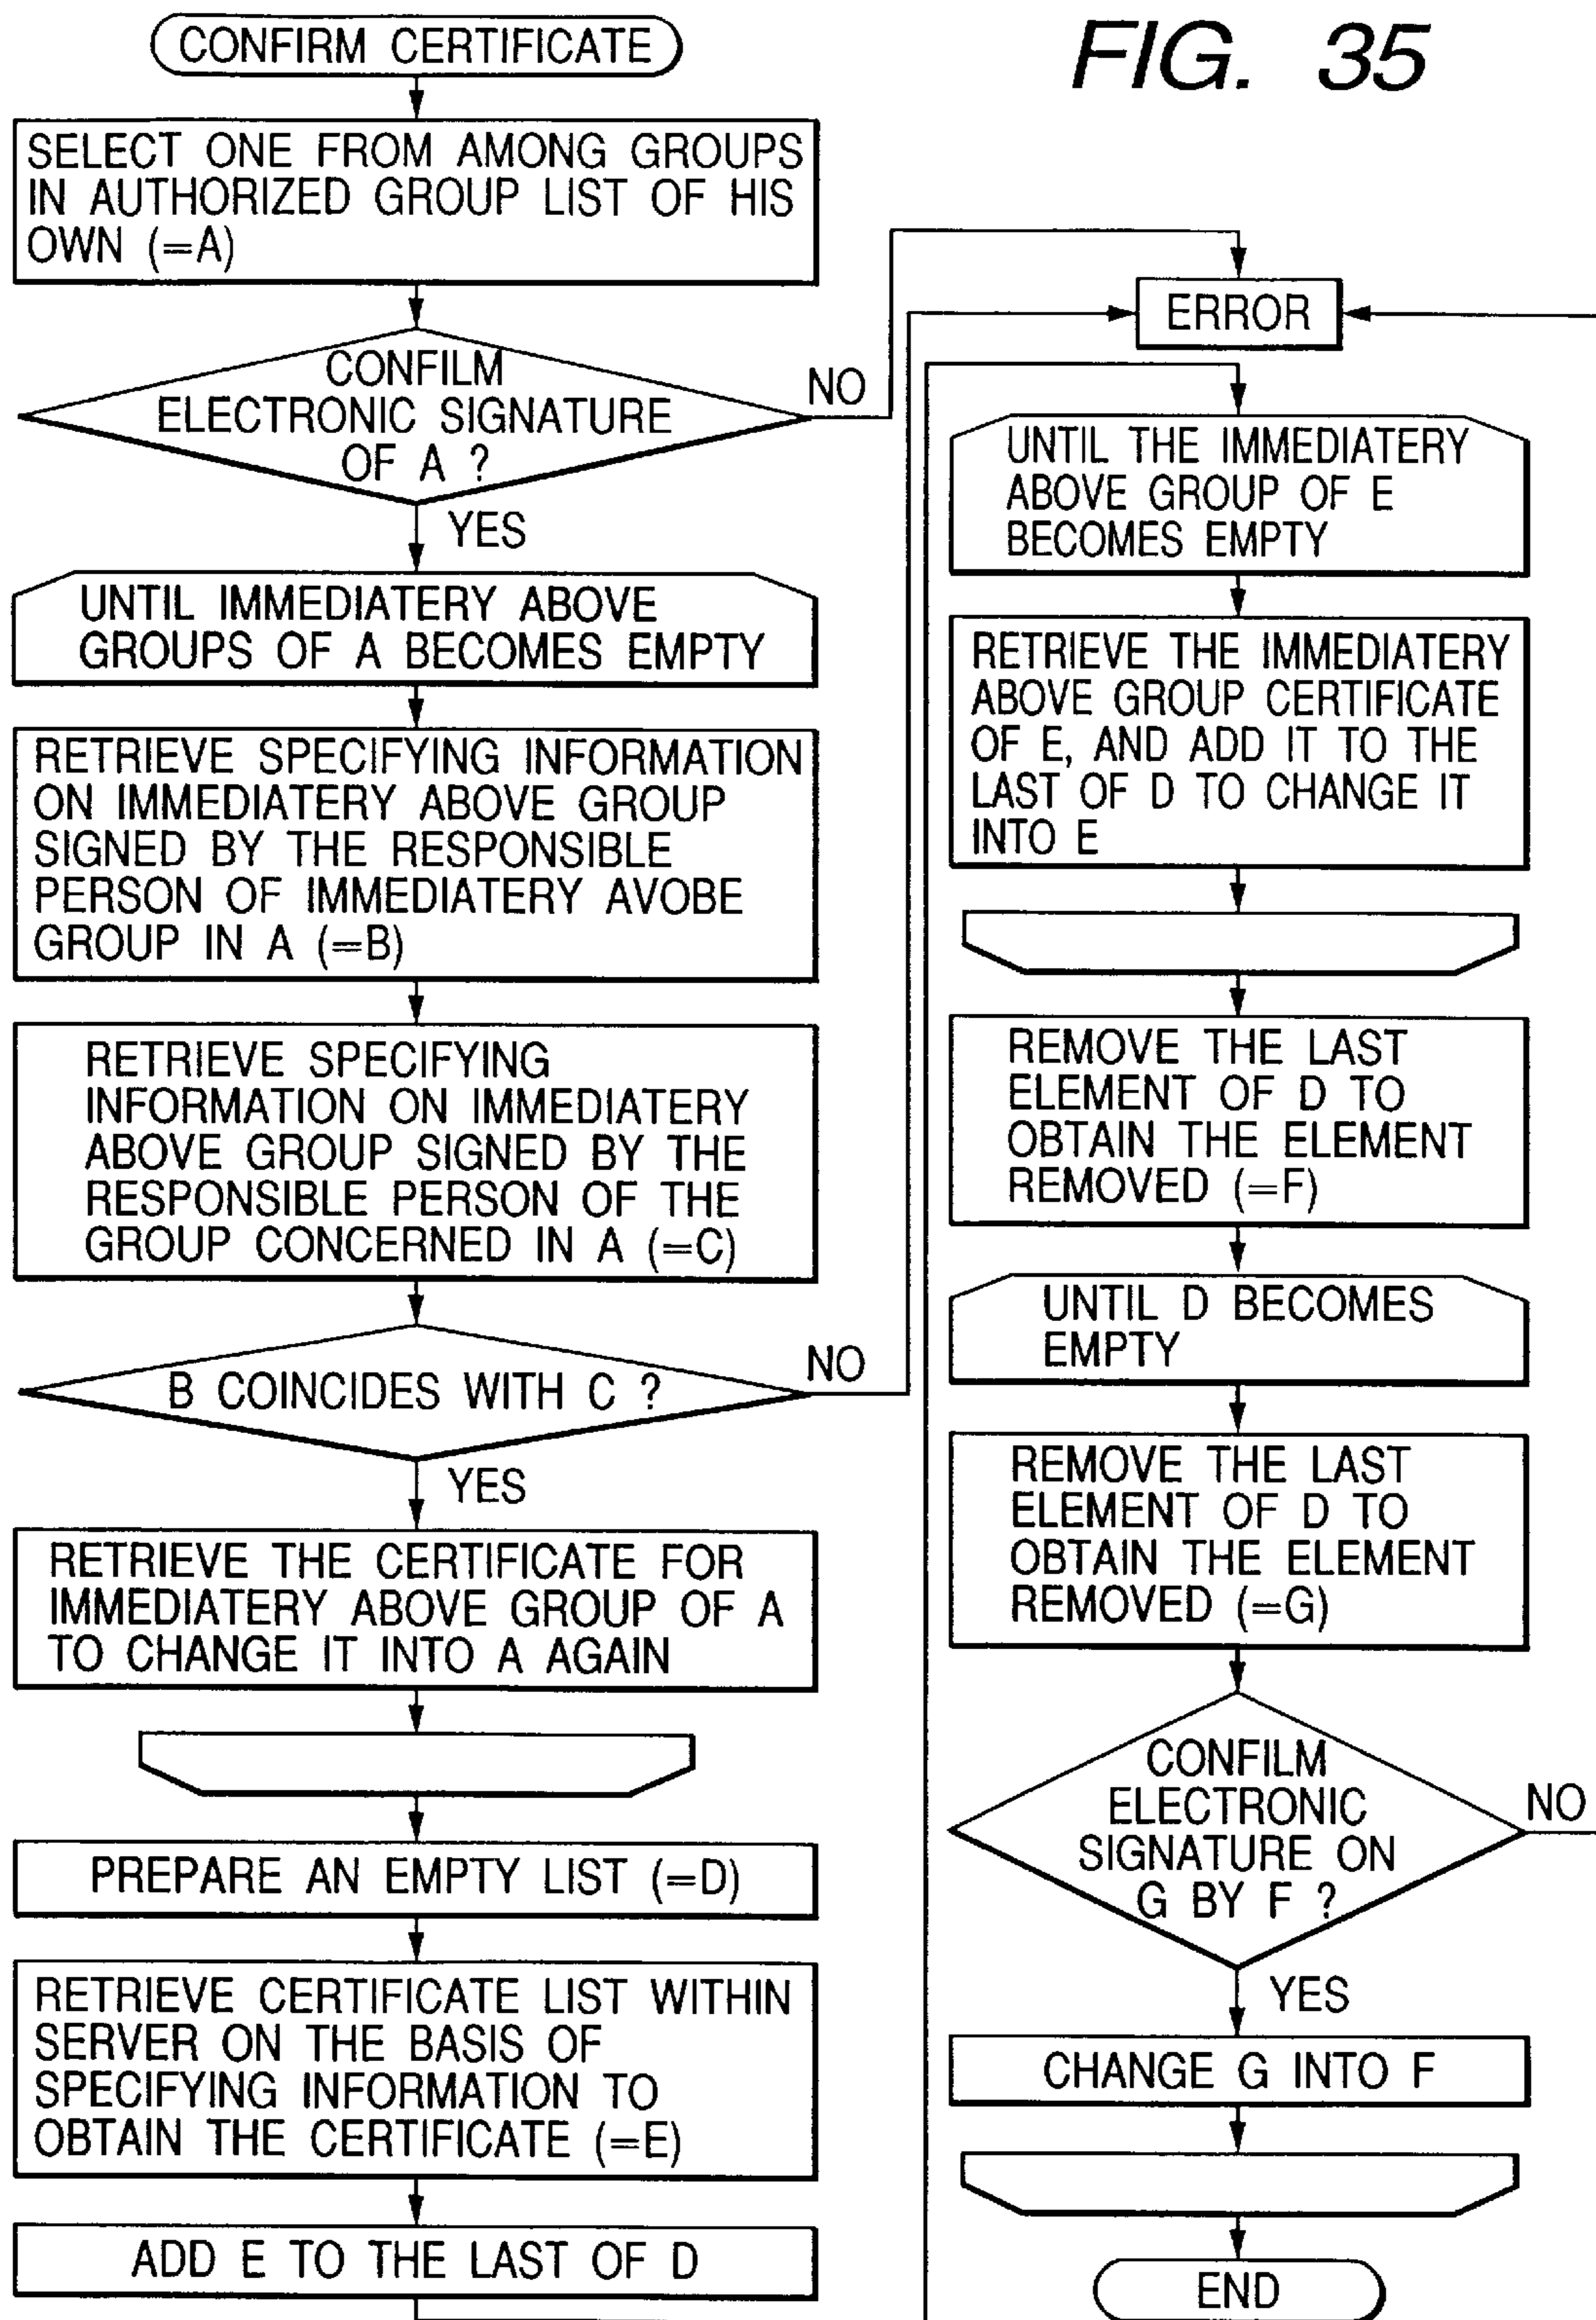 FIG. 35
CONFIRM CERTIFICATE
SELECT ONE FROM AMONG GROUPS
IN AUTHORIZED GROUP LIST OF HIS
OWN (=A)
CONFILM
ELECTRONIC SIGNATURE
OF A ?
NO
YES
UNTIL IMMEDIATERY ABOVE
GROUPS OF A BECOMES EMPTY
RETRIEVE SPECIFYING INFORMATION
ON IMMEDIATERY ABOVE GROUP
SIGNED BY THE RESPONSIBLE
PERSON OF IMMEDIATERY AVOBE
GROUP IN A (=B)
RETRIEVE SPECIFYING
INFORMATION ON IMMEDIATERY
ABOVE GROUP SIGNED BY THE
RESPONSIBLE PERSON OF THE
GROUP CONCERNED IN A (=C)
B COINCIDES WITH C ?
NO
YES
RETRIEVE THE CERTIFICATE FOR
IMMEDIATERY ABOVE GROUP OF A
TO CHANGE IT INTO A AGAIN
PREPARE AN EMPTY LIST (=D)
RETRIEVE CERTIFICATE LIST WITHIN
SERVER ON THE BASIS OF
SPECIFYING INFORMATION TO
OBTAIN THE CERTIFICATE (=E)
ADD E TO THE LAST OF D
ERROR
UNTIL THE IMMEDIATERY
ABOVE GROUP OF E
BECOMES EMPTY
RETRIEVE THE IMMEDIATERY
ABOVE GROUP CERTIFICATE
OF E, AND ADD IT TO THE
LAST OF D TO CHANGE IT
INTO E
REMOVE THE LAST
ELEMENT OF D TO
OBTAIN THE ELEMENT
REMOVED (=F)
UNTIL D BECOMES
EMPTY
REMOVE THE LAST
ELEMENT OF D TO
OBTAIN THE ELEMENT
REMOVED (=G)
CONFILM
ELECTRONIC
SIGNATURE ON
G BY F ?
NO
YES
CHANGE G INTO F
END